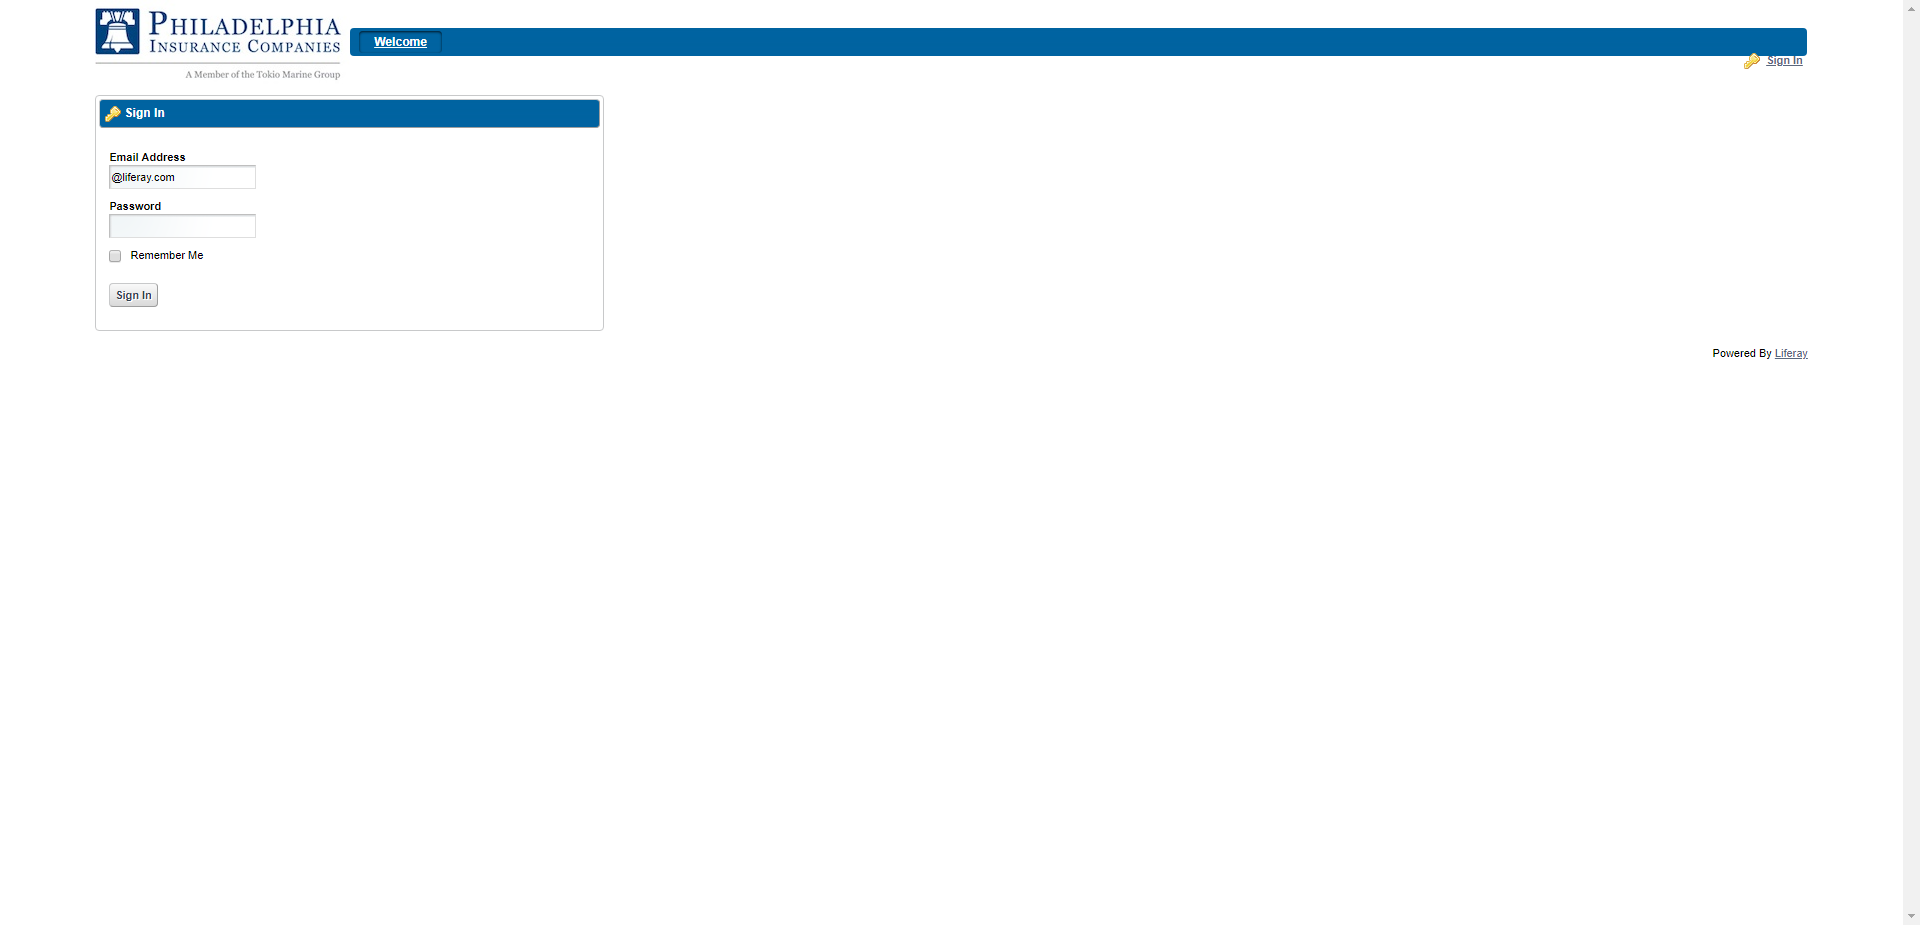 PHILADELPHIA
INSURANCE COMPANIES
A Member of the Tokio Marine Group
Welcome
Sign In
Sign In
Email Address
@liferay.com
Password
Remember Me
Sign In
Powered By Liferay